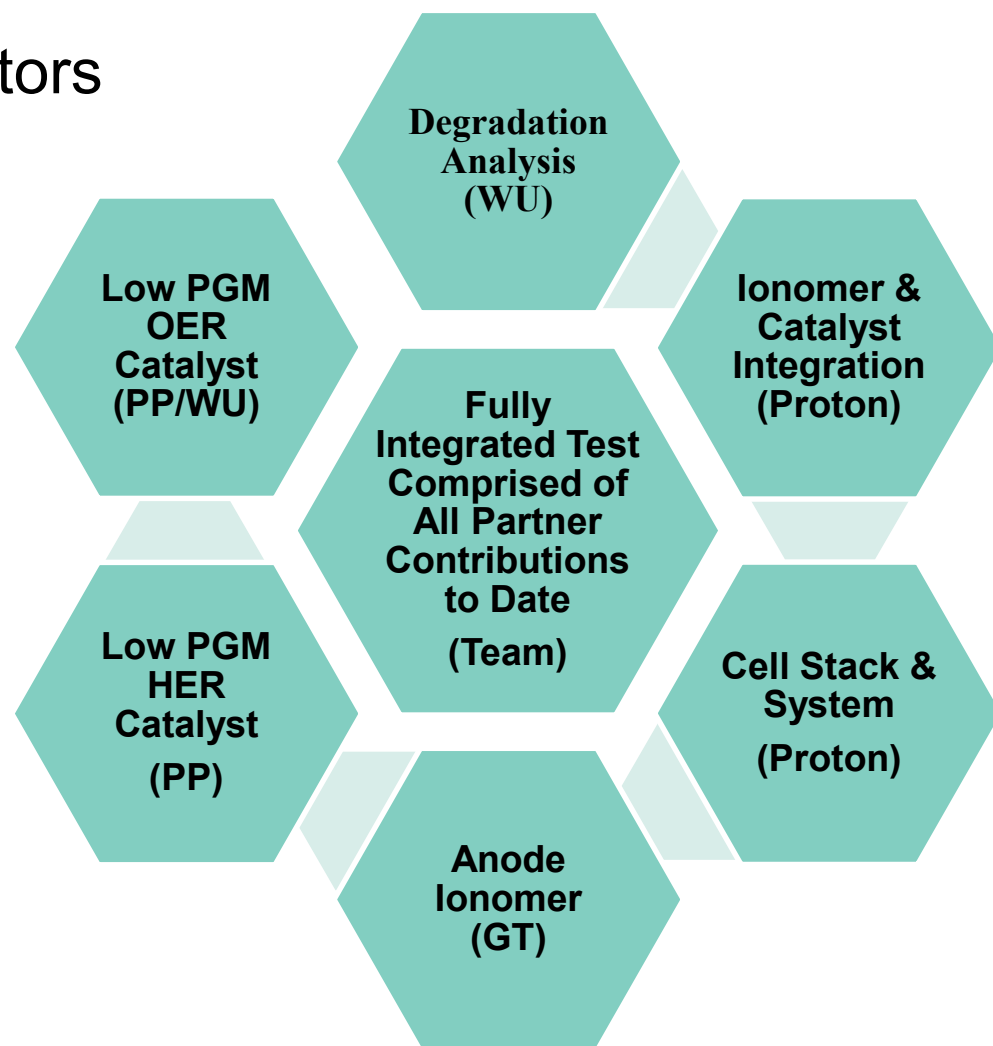 tors
Degradation
Analysis
(WU)
Low PGM
OER
Catalyst
(PP/WU)
Ionomer &
Catalyst
Integration
(Proton)
Fully
Integrated Test
Comprised of
All Partner
Contributions
to Date
(Team)
Low PGM
HER
Catalyst
(PP)
Cell Stack &
System
(Proton)
Anode
Ionomer
(GT)